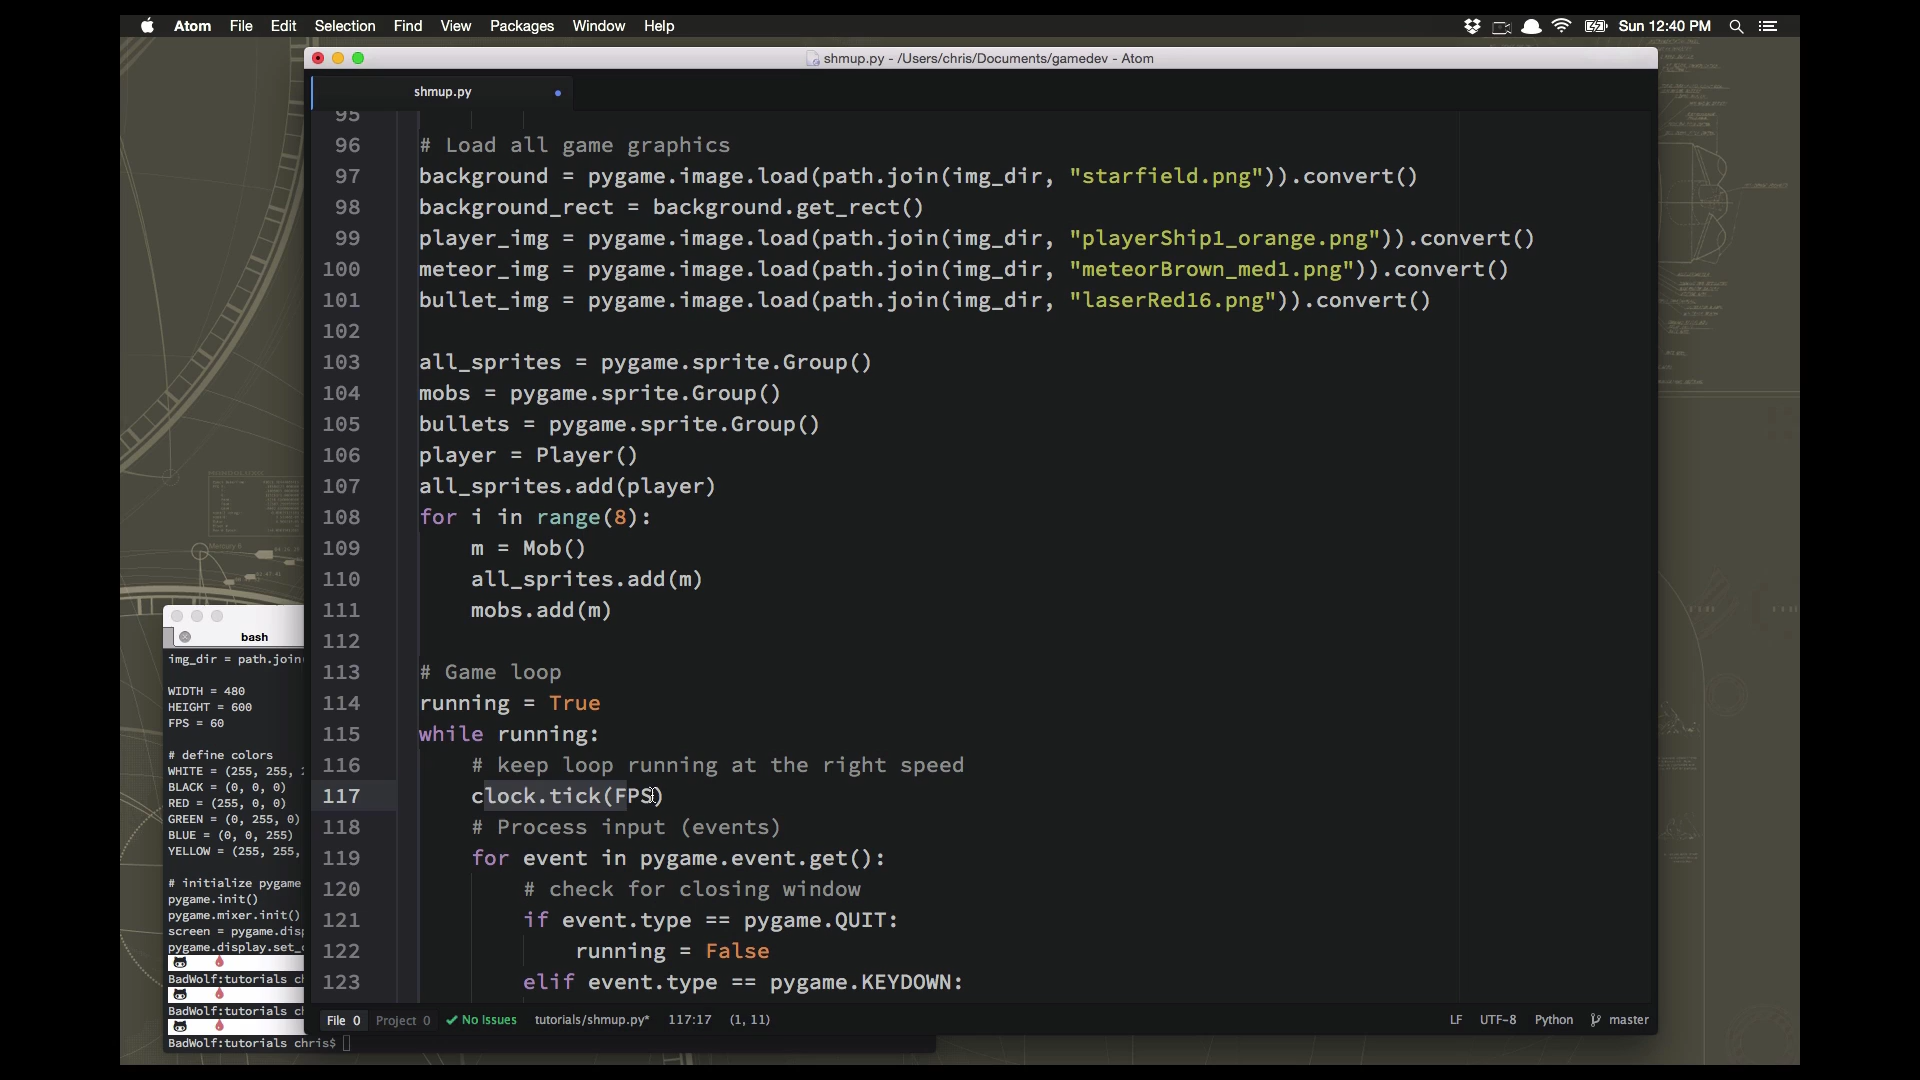 Atom File Edit Selection Find View Packages Window Help Sun 12:40 PM
shmup.py - /Users/chris/Documents/gamedev - Atom
shmup.py
95
96 # Load all game graphics
97 background = pygame.image.load(path.join(img_dir, "starfield.png")).convert()
98 background_rect = background.get_rect()
99 player_img = pygame.image.load(path.join(img_dir, "playerShip1_orange.png")).convert()
100 meteor_img = pygame.image.load(path.join(img_dir, "meteorBrown_med1.png")).convert()
101 bullet_img = pygame.image.load(path.join(img_dir, "laserRed16.png")).convert()
102
103 all_sprites = pygame.sprite.Group()
104 mobs = pygame.sprite.Group()
105 bullets = pygame.sprite.Group()
106 player = Player()
107 all_sprites.add(player)
108 for i in range(8):
109 m = Mob()
110 all_sprites.add(m)
111 mobs.add(m)
112
113 # Game loop
114 running = True
115 while running:
116 # keep loop running at the right speed
117 clock.tick(FPS)
118 # Process input (events)
119 for event in pygame.event.get():
120 # check for closing window
121 if event.type == pygame.QUIT:
122 running = False
123 elif event.type == pygame.KEYDOWN:
File 0 Project 0 No Issues tutorials/shmup.py* 117:17 (1, 11) LF UTF-8 Python master
bash
img_dir = path.join(
WIDTH = 480
HEIGHT = 600
FPS = 60
# define colors
WHITE = (255, 255, 2
BLACK = (0, 0, 0)
RED = (255, 0, 0)
GREEN = (0, 255, 0)
BLUE = (0, 0, 255)
YELLOW = (255, 255,
# initialize pygame
pygame.init()
pygame.mixer.init()
screen = pygame.disp
pygame.display.set_c
BadWolf:tutorials ch
BadWolf:tutorials ch
BadWolf:tutorials chris$